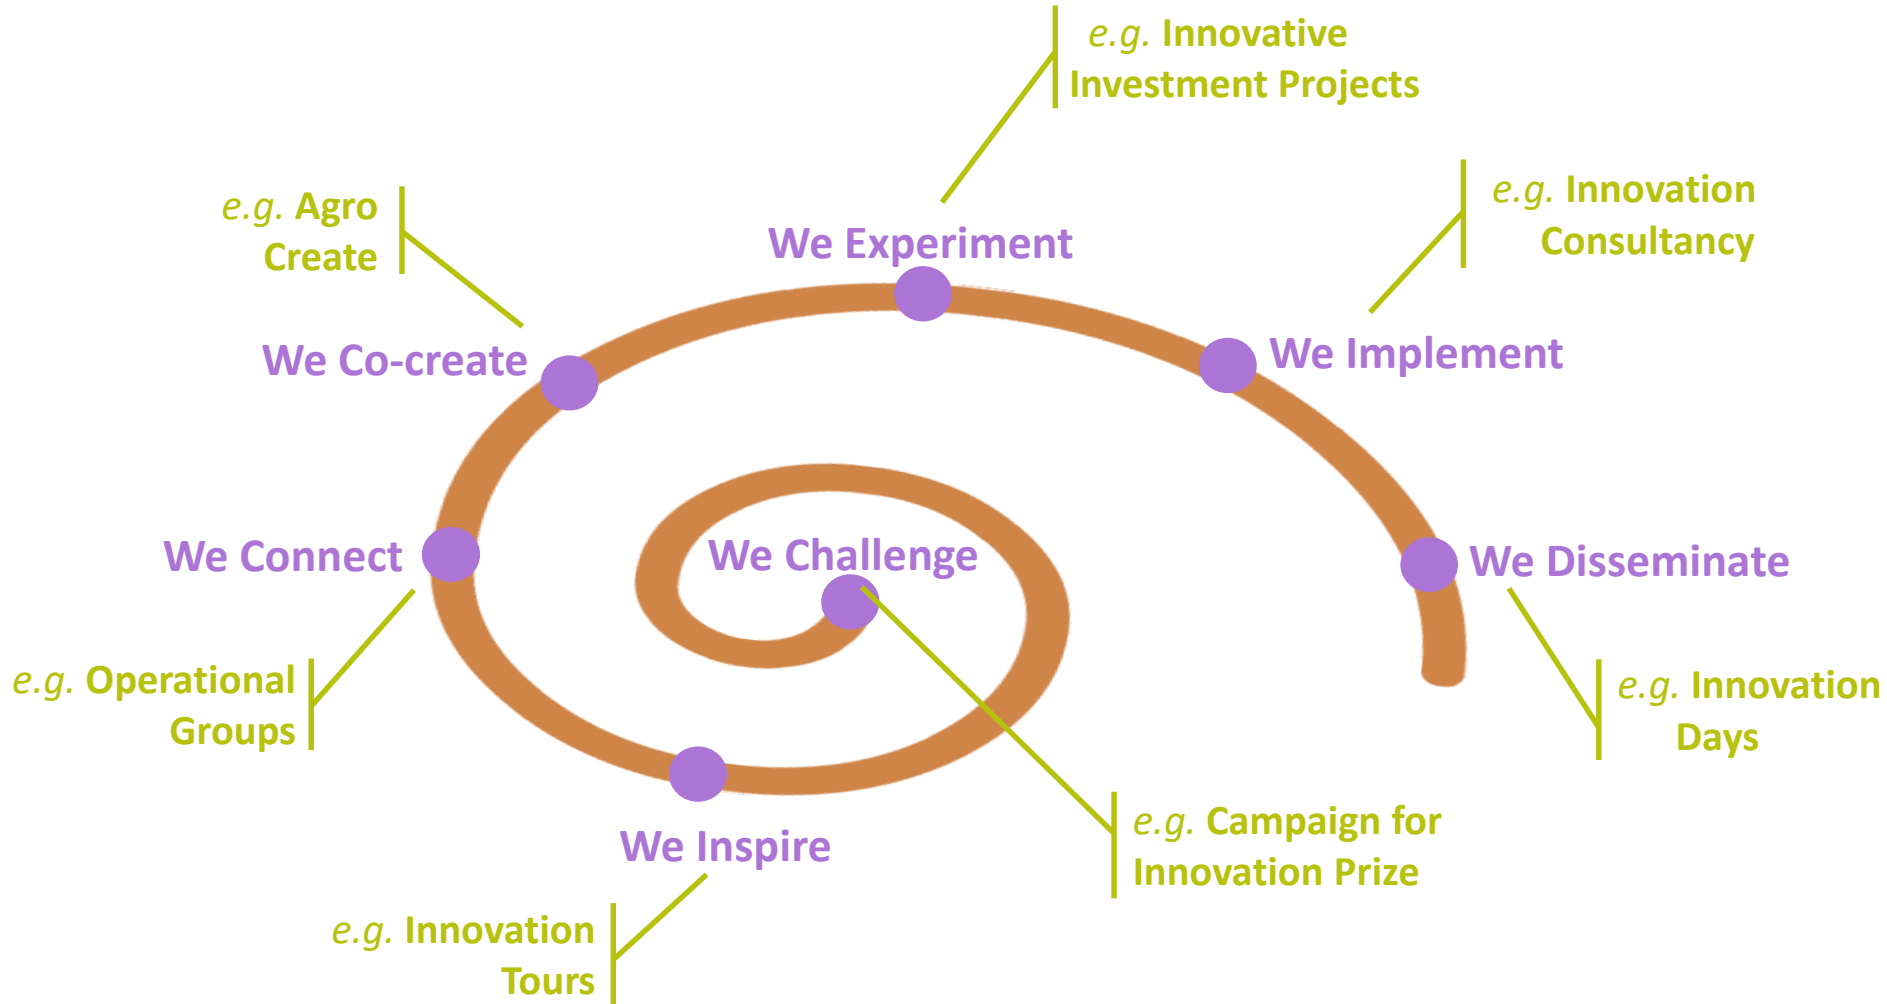 e.g. Innovative
Investment Projects
e.g. Agro
Create
e.g. Innovation
Consultancy
We Experiment
We Co-create
We Implement
We Connect
We Challenge
We Disseminate
e.g. Operational
Groups
e.g. Innovation
Days
We Inspire
e.g. Campaign for
Innovation Prize
e.g. Innovation
Tours